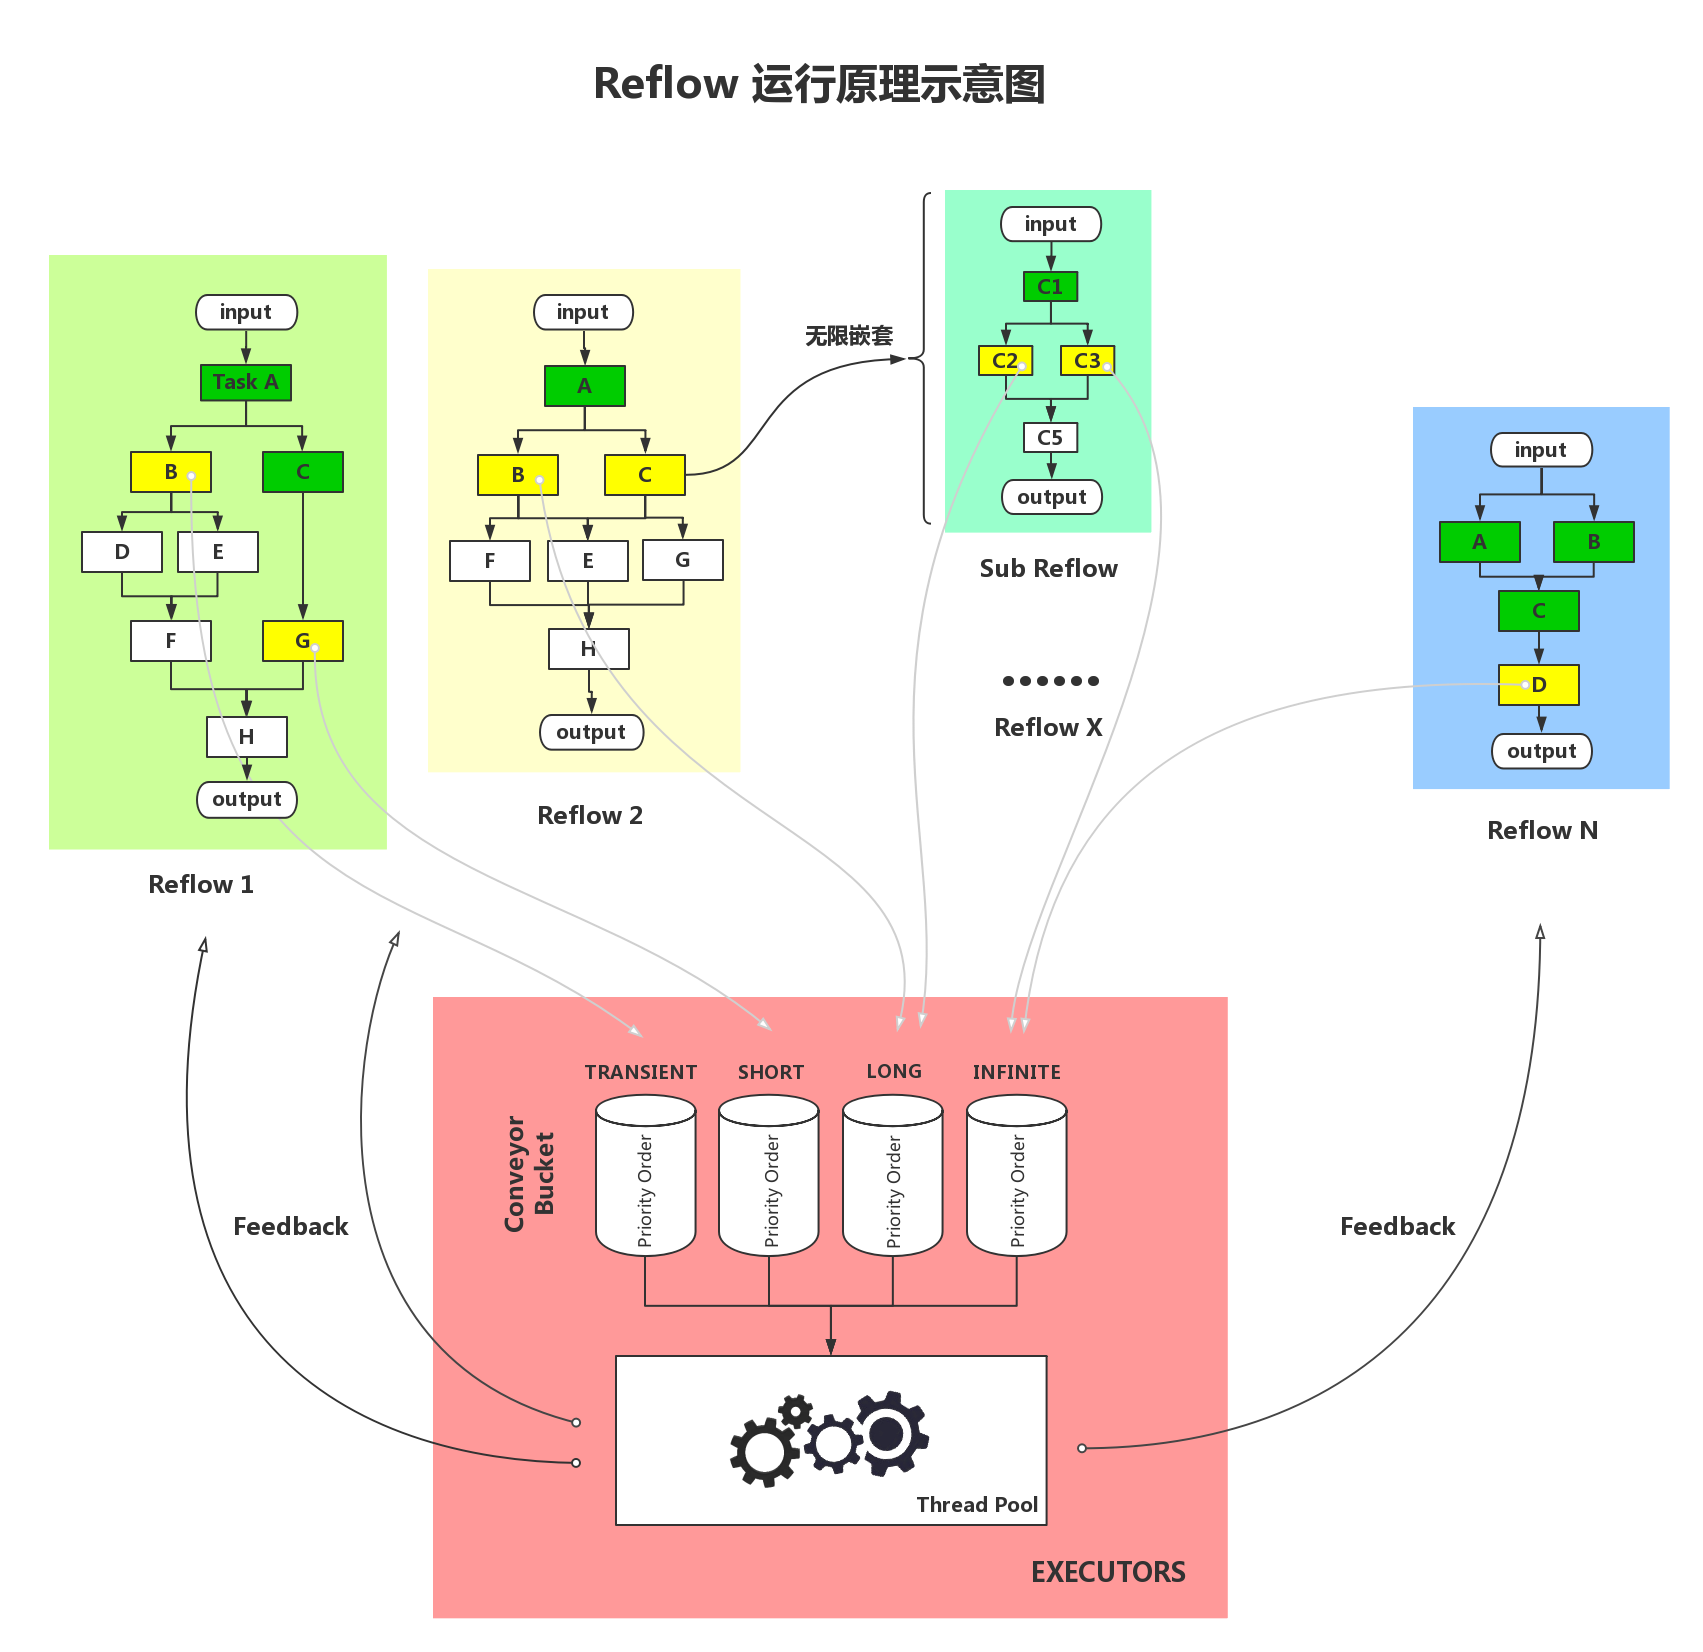 Reflow 运行原理示意图
input
Task A
B
C
D
E
F
G
H
output
Reflow 1
input
A
B
C
F
E
G
H
output
Reflow 2
无限嵌套
input
C1
C2
C3
C5
output
Sub Reflow
Reflow X
input
A
B
C
D
output
Reflow N
Feedback
Feedback
TRANSIENT
SHORT
LONG
INFINITE
Conveyor
Bucket
Priority Order
Priority Order
Priority Order
Priority Order
Thread Pool
EXECUTORS